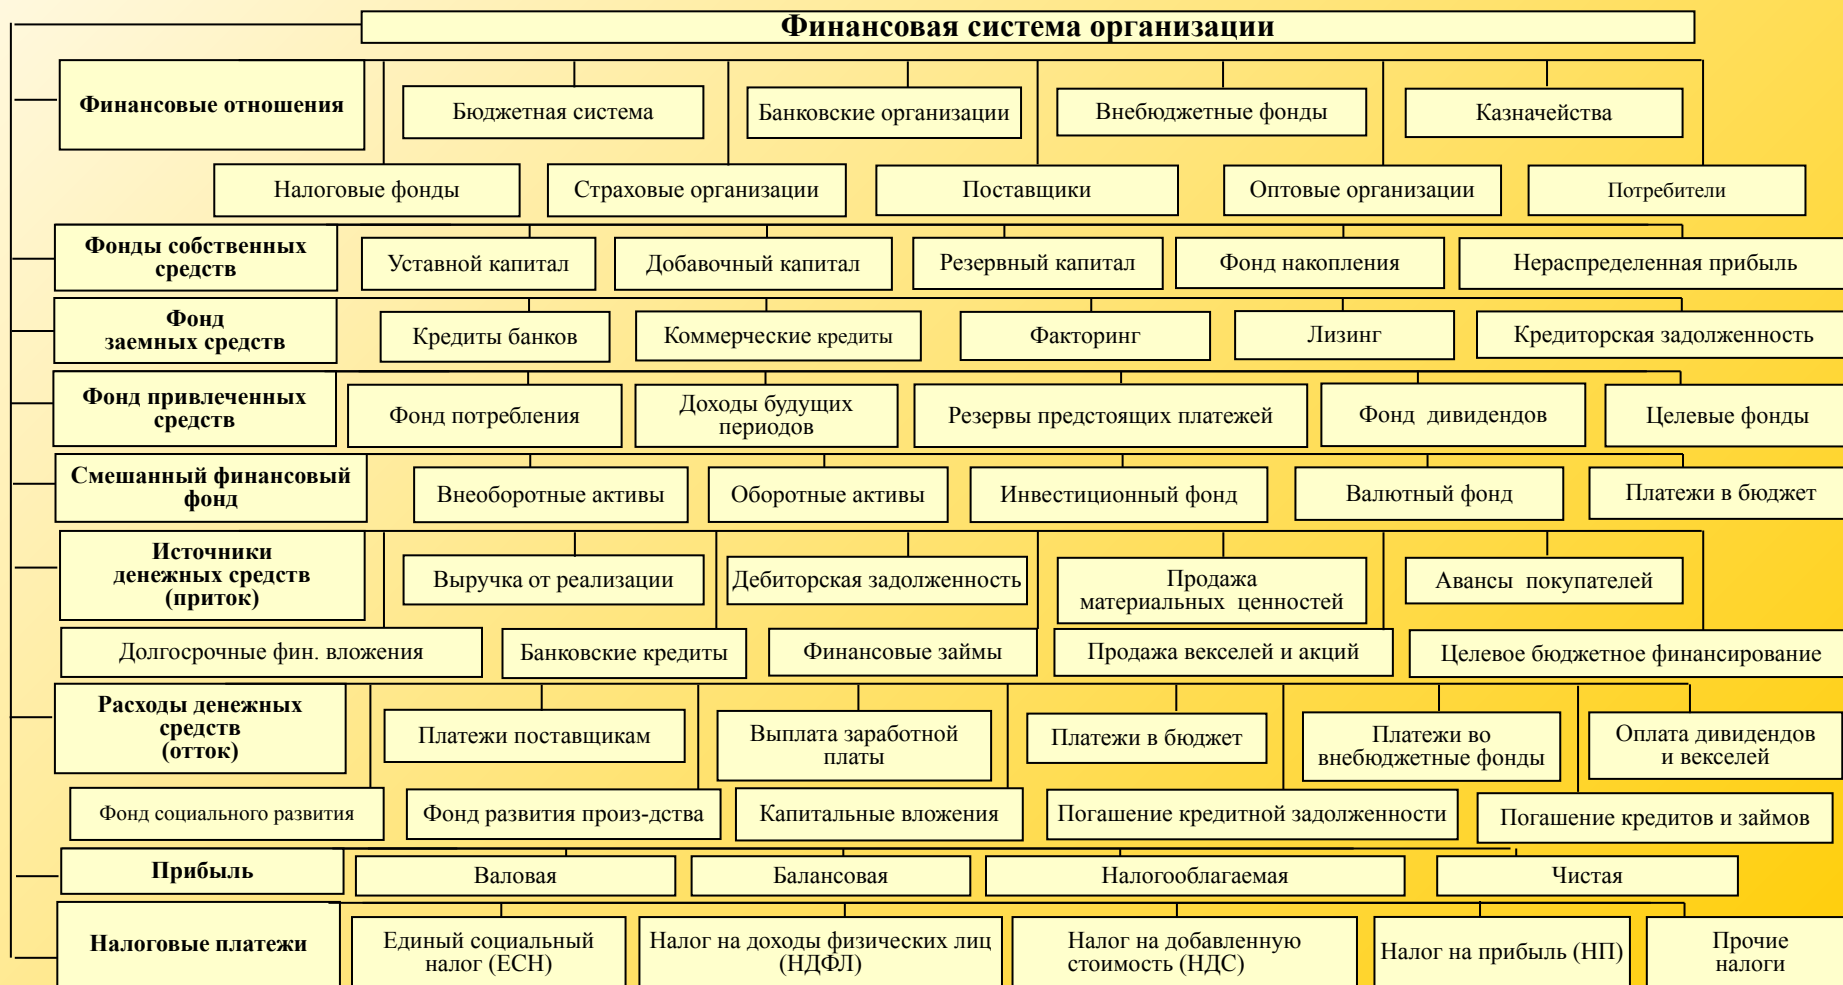 Финансовая система организации
Финансовые отношения
Бюджетная система
Банковские организации
Внебюджетные фонды
Казначейства
Налоговые фонды
Страховые организации
Поставщики
Оптовые организации
Потребители
Фонды собственных
средств
Уставной капитал
Добавочный капитал
Резервный капитал
Фонд накопления
Нераспределенная прибыль
Фонд
заемных средств
Кредиты банков
Коммерческие кредиты
Факторинг
Лизинг
Кредиторская задолженность
Фонд привлеченных
средств
Фонд потребления
Доходы будущих
периодов
Резервы предстоящих платежей
Фонд дивидендов
Целевые фонды
Смешанный финансовый
фонд
Внеоборотные активы
Оборотные активы
Инвестиционный фонд
Валютный фонд
Платежи в бюджет
Источники
денежных средств
(приток)
Выручка от реализации
Дебиторская задолженность
Продажа
материальных ценностей
Авансы покупателей
Долгосрочные фин. вложения
Банковские кредиты
Финансовые займы
Продажа векселей и акций
Целевое бюджетное финансирование
Расходы денежных
средств
(отток)
Платежи поставщикам
Выплата заработной
платы
Платежи в бюджет
Платежи во
внебюджетные фонды
Оплата дивидендов
и векселей
Фонд социального развития
Фонд развития произ-дства
Капитальные вложения
Погашение кредитной задолженности
Погашение кредитов и займов
Прибыль
Валовая
Балансовая
Налогооблагаемая
Чистая
Налоговые платежи
Единый социальный
налог (ЕСН)
Налог на доходы физических лиц
(НДФЛ)
Налог на добавленную
стоимость (НДС)
Налог на прибыль (НП)
Прочие
налоги